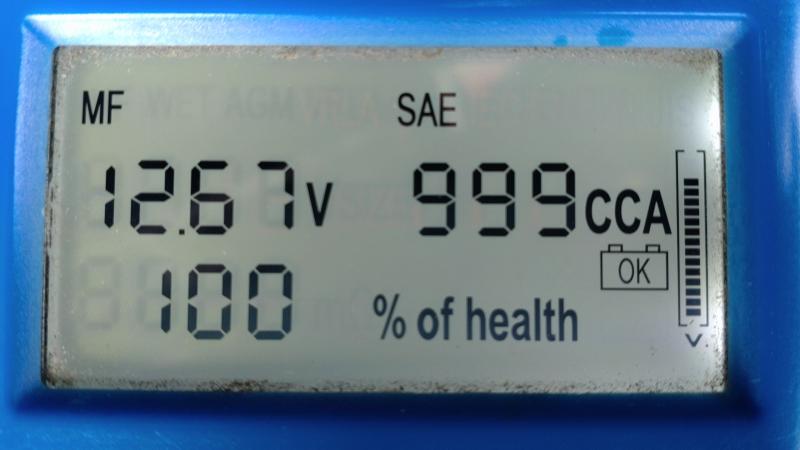 MF SAE
12.67V 999CCA
OK
100 % of health
V